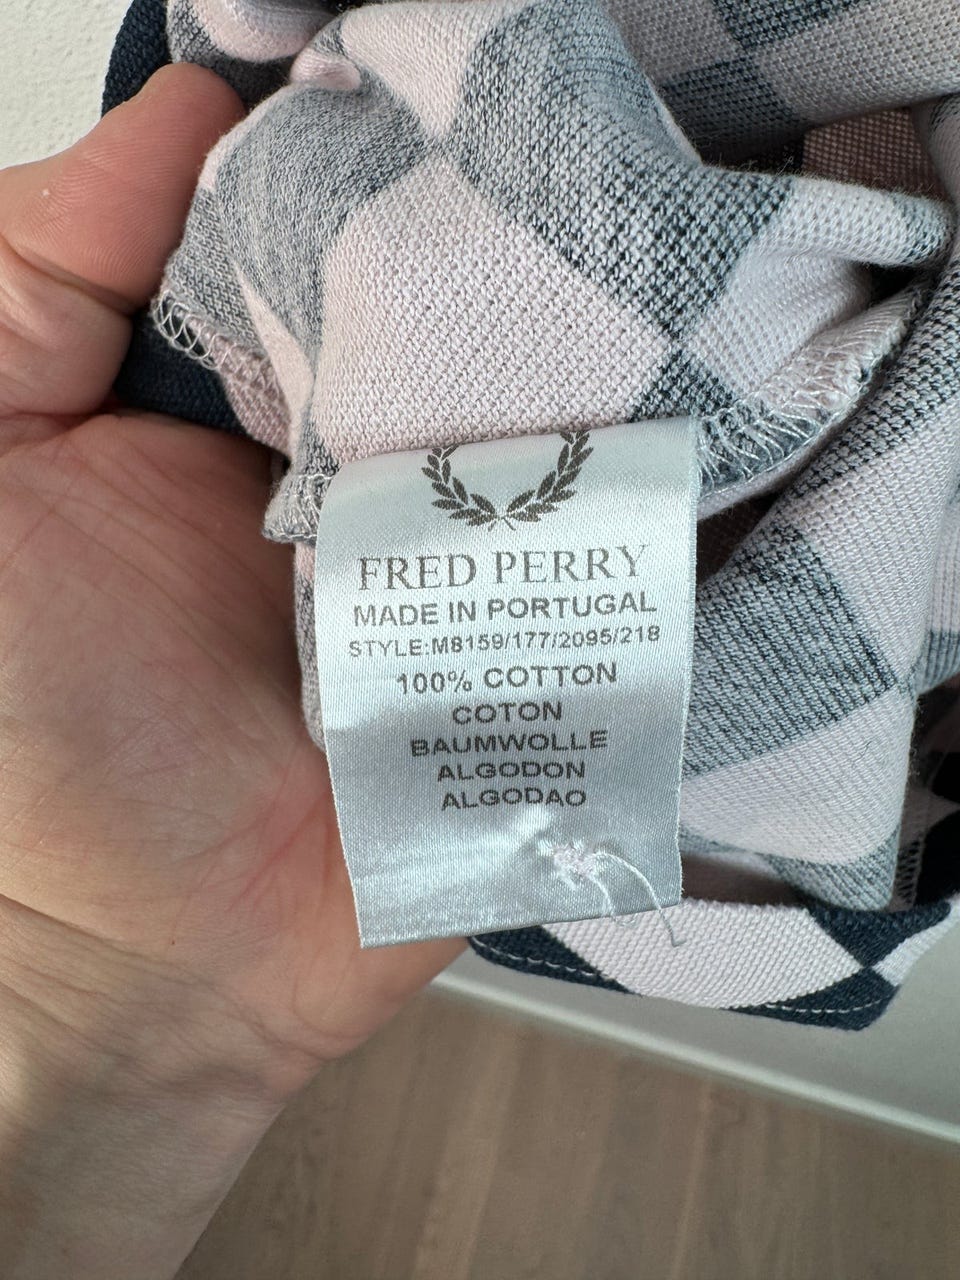 FRED PERRY
MADE IN PORTUGAL
STYLE:M8159/177/2095/218
100% COTTON
COTON
BAUMWOLLE
ALGODON
ALGODAO